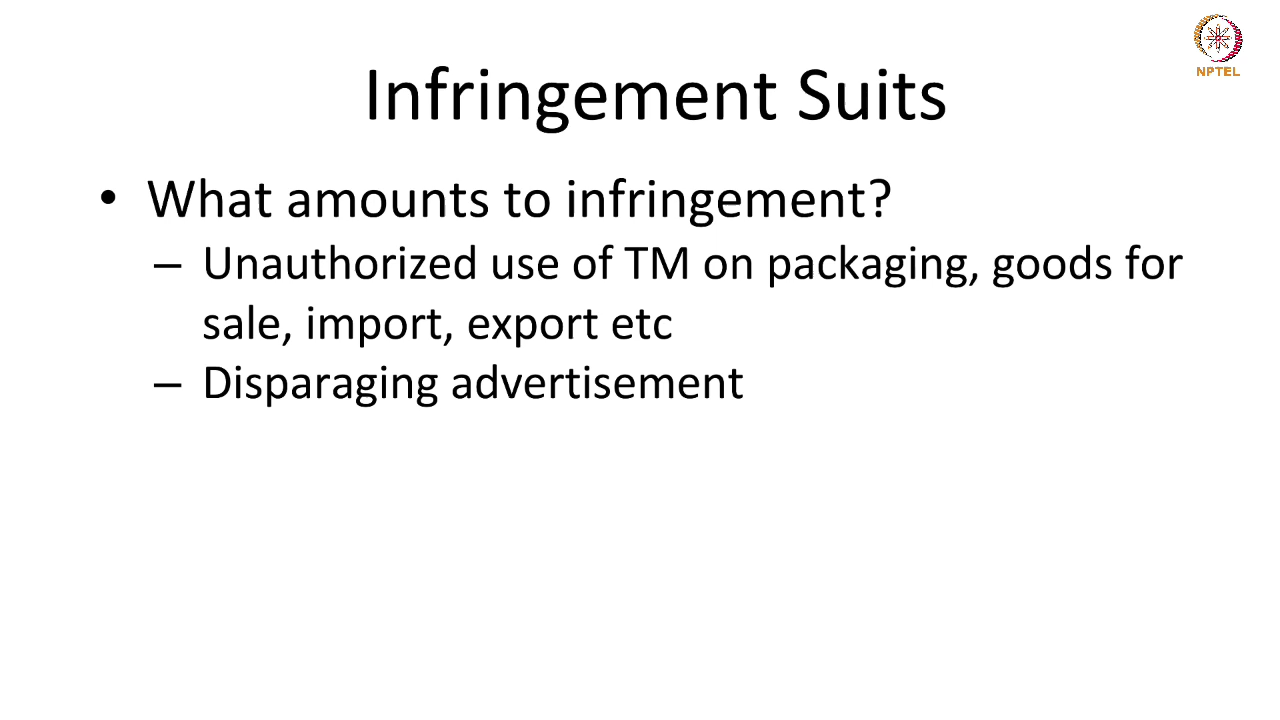 NPTEL
Infringement Suits
• What amounts to infringement?
– Unauthorized use of TM on packaging, goods for
sale, import, export etc
– Disparaging advertisement